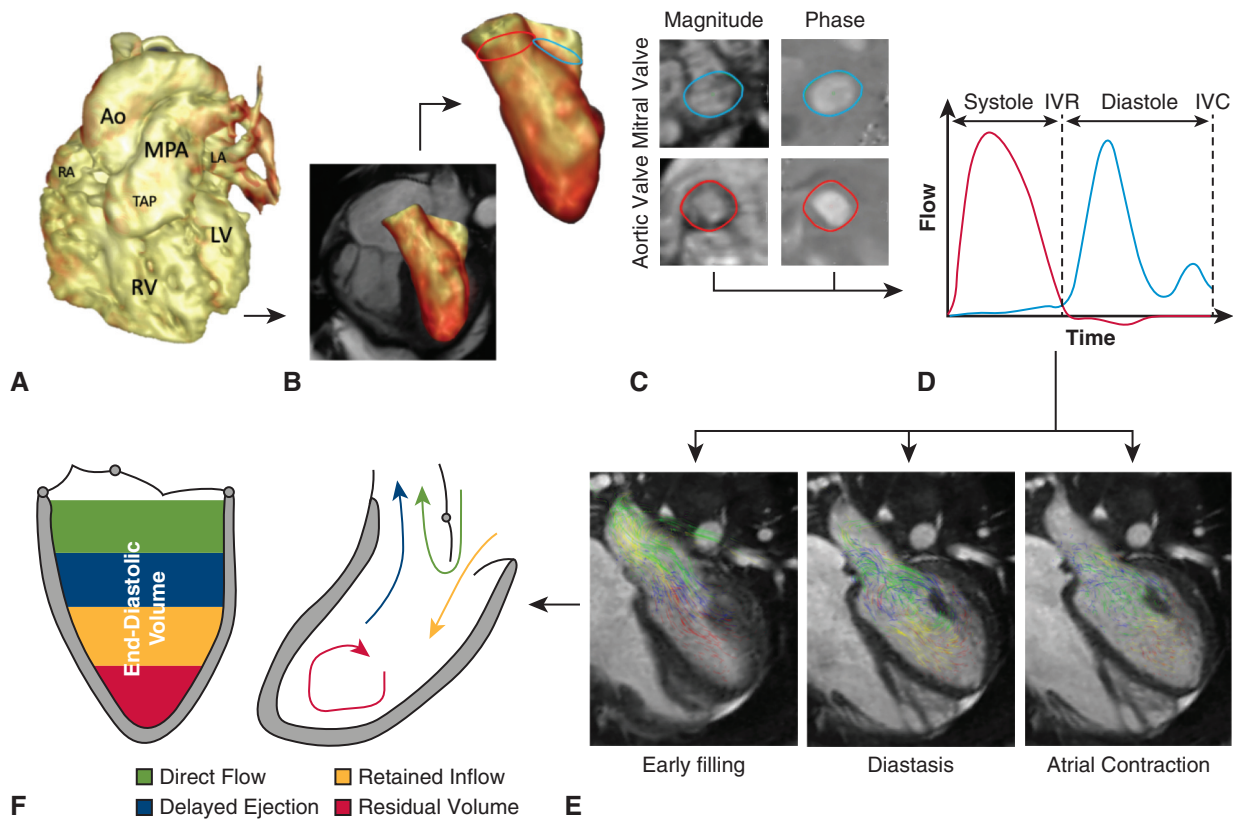 Ao
MPA
LA
RA
TAP
LV
RV
A
B
Magnitude
Phase
Mitral Valve
Aortic Valve
C
Systole
IVR
Diastole
IVC
Flow
Time
D
Early filling
Diastasis
Atrial Contraction
E
End-Diastolic
Volume
Direct Flow
Retained Inflow
Delayed Ejection
Residual Volume
F